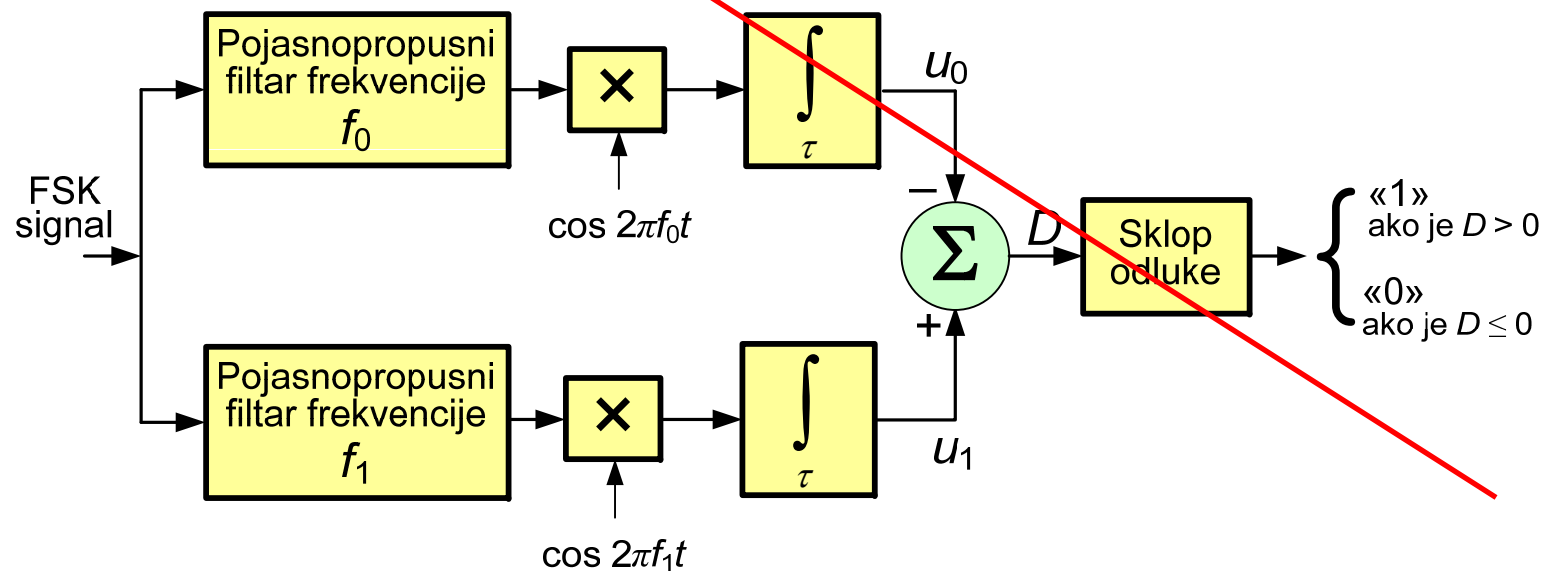 Pojasnopropusni
filtar frekvencije
f0
×
∫
τ
u0
cos 2πf0t
FSK
signal
−
Σ
+
D
Sklop
odluke
«1»
ako je D > 0
«0»
ako je D ≤ 0
Pojasnopropusni
filtar frekvencije
f1
×
∫
τ
u1
cos 2πf1t